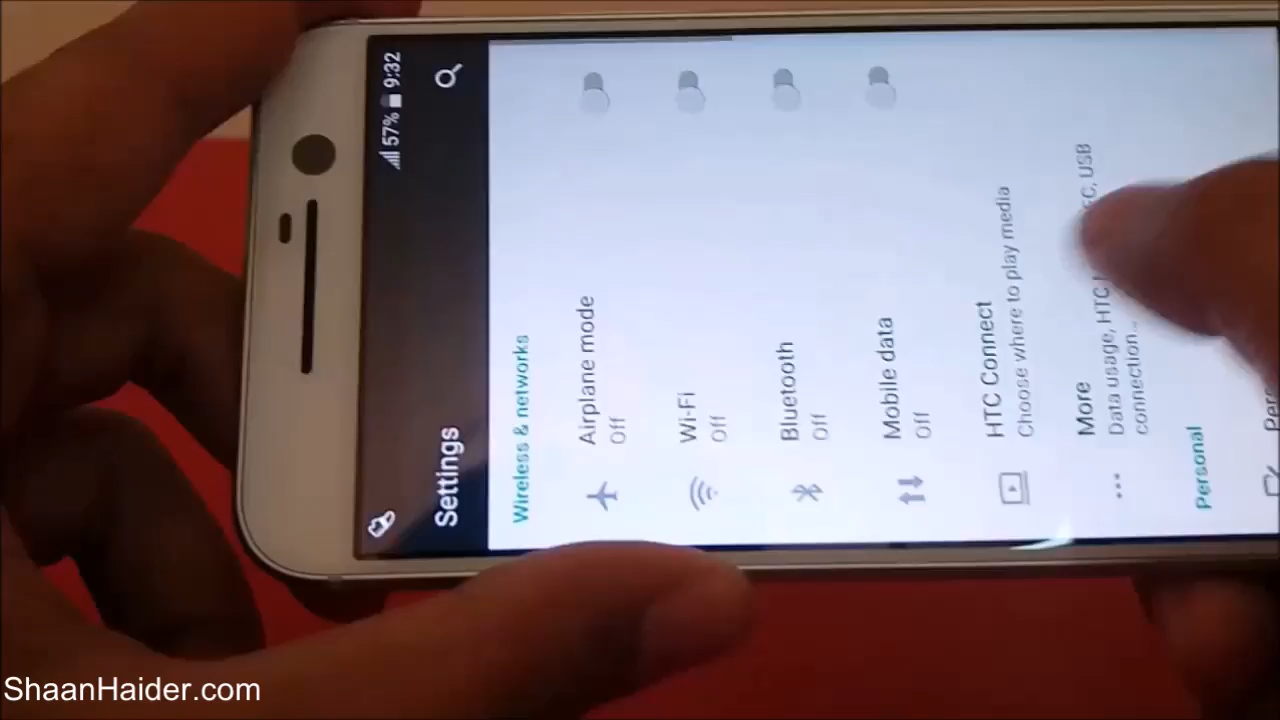 57% 9:32
Settings
Wireless & networks
Airplane mode
Off
Wi-Fi
Off
Bluetooth
Off
Mobile data
Off
HTC Connect
Choose where to play media
More
Data usage, HTC USB
connection...
Personal
ShaanHaider.com